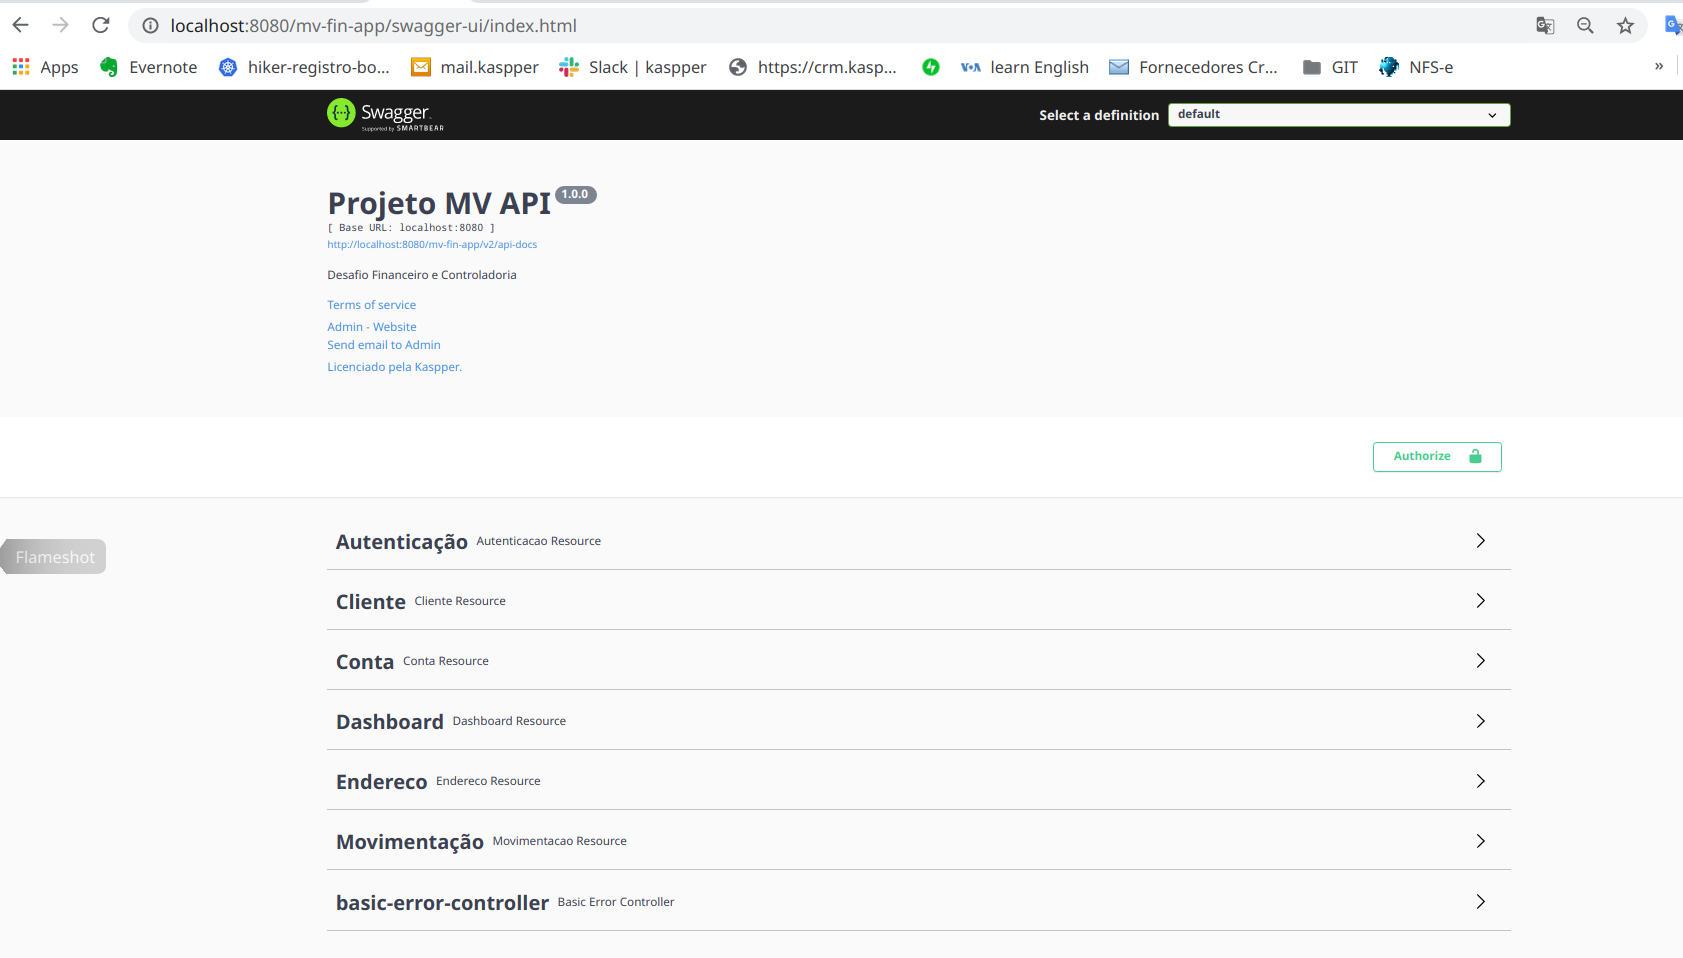 localhost:8080/mv-fin-app/swagger-ui/index.html
Apps Evernote hiker-registro-bo... mail.kaspper Slack | kaspper https://crm.kasp... VOA learn English Fornecedores Cr... GIT NFS-e »
Swagger
Supported by SMARTBEAR
Select a definition default
Projeto MV API 1.0.0
[ Base URL: localhost:8080 ]
http://localhost:8080/mv-fin-app/v2/api-docs
Desafio Financeiro e Controladoria
Terms of service
Admin - Website
Send email to Admin
Licenciado pela Kaspper.
Authorize
Autenticação Autenticacao Resource
Flameshot
Cliente Cliente Resource
Conta Conta Resource
Dashboard Dashboard Resource
Endereco Endereco Resource
Movimentação Movimentacao Resource
basic-error-controller Basic Error Controller